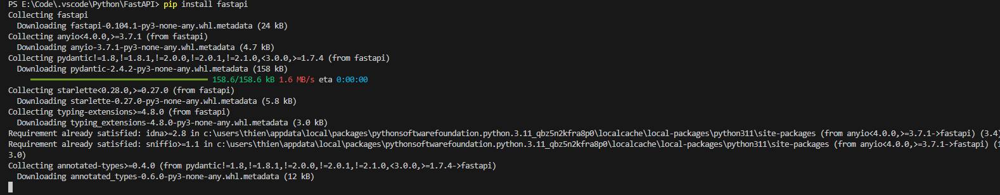 PS E:\Code\.vscode\Python\FastAPI> pip install fastapi
Collecting fastapi
Downloading fastapi-0.104.1-py3-none-any.whl.metadata (24 kB)
Collecting anyio<4.0.0,>=3.7.1 (from fastapi)
Downloading anyio-3.7.1-py3-none-any.whl.metadata (4.7 kB)
Collecting pydantic!=1.8,!=1.8.1,!=2.0.0,!=2.0.1,!=2.1.0,<3.0.0,>=1.7.4 (from fastapi)
Downloading pydantic-2.4.2-py3-none-any.whl.metadata (158 kB)
158.6/158.6 kB 1.6 MB/s eta 0:00:00
Collecting starlette<0.28.0,>=0.27.0 (from fastapi)
Downloading starlette-0.27.0-py3-none-any.whl.metadata (5.8 kB)
Collecting typing-extensions>=4.8.0 (from fastapi)
Downloading typing_extensions-4.8.0-py3-none-any.whl.metadata (3.0 kB)
Requirement already satisfied: idna>=2.8 in c:\users\thien\appdata\local\packages\pythonsoftwarefoundation.python.3.11_qbz5n2kfra8p0\localcache\local-packages\python311\site-packages (from anyio<4.0.0,>=3.7.1->fastapi) (3.4)
Requirement already satisfied: sniffio>=1.1 in c:\users\thien\appdata\local\packages\pythonsoftwarefoundation.python.3.11_qbz5n2kfra8p0\localcache\local-packages\python311\site-packages (from anyio<4.0.0,>=3.7.1->fastapi) (1.
3.0)
Collecting annotated-types>=0.4.0 (from pydantic!=1.8,!=1.8.1,!=2.0.0,!=2.0.1,!=2.1.0,<3.0.0,>=1.7.4->fastapi)
Downloading annotated_types-0.6.0-py3-none-any.whl.metadata (12 kB)